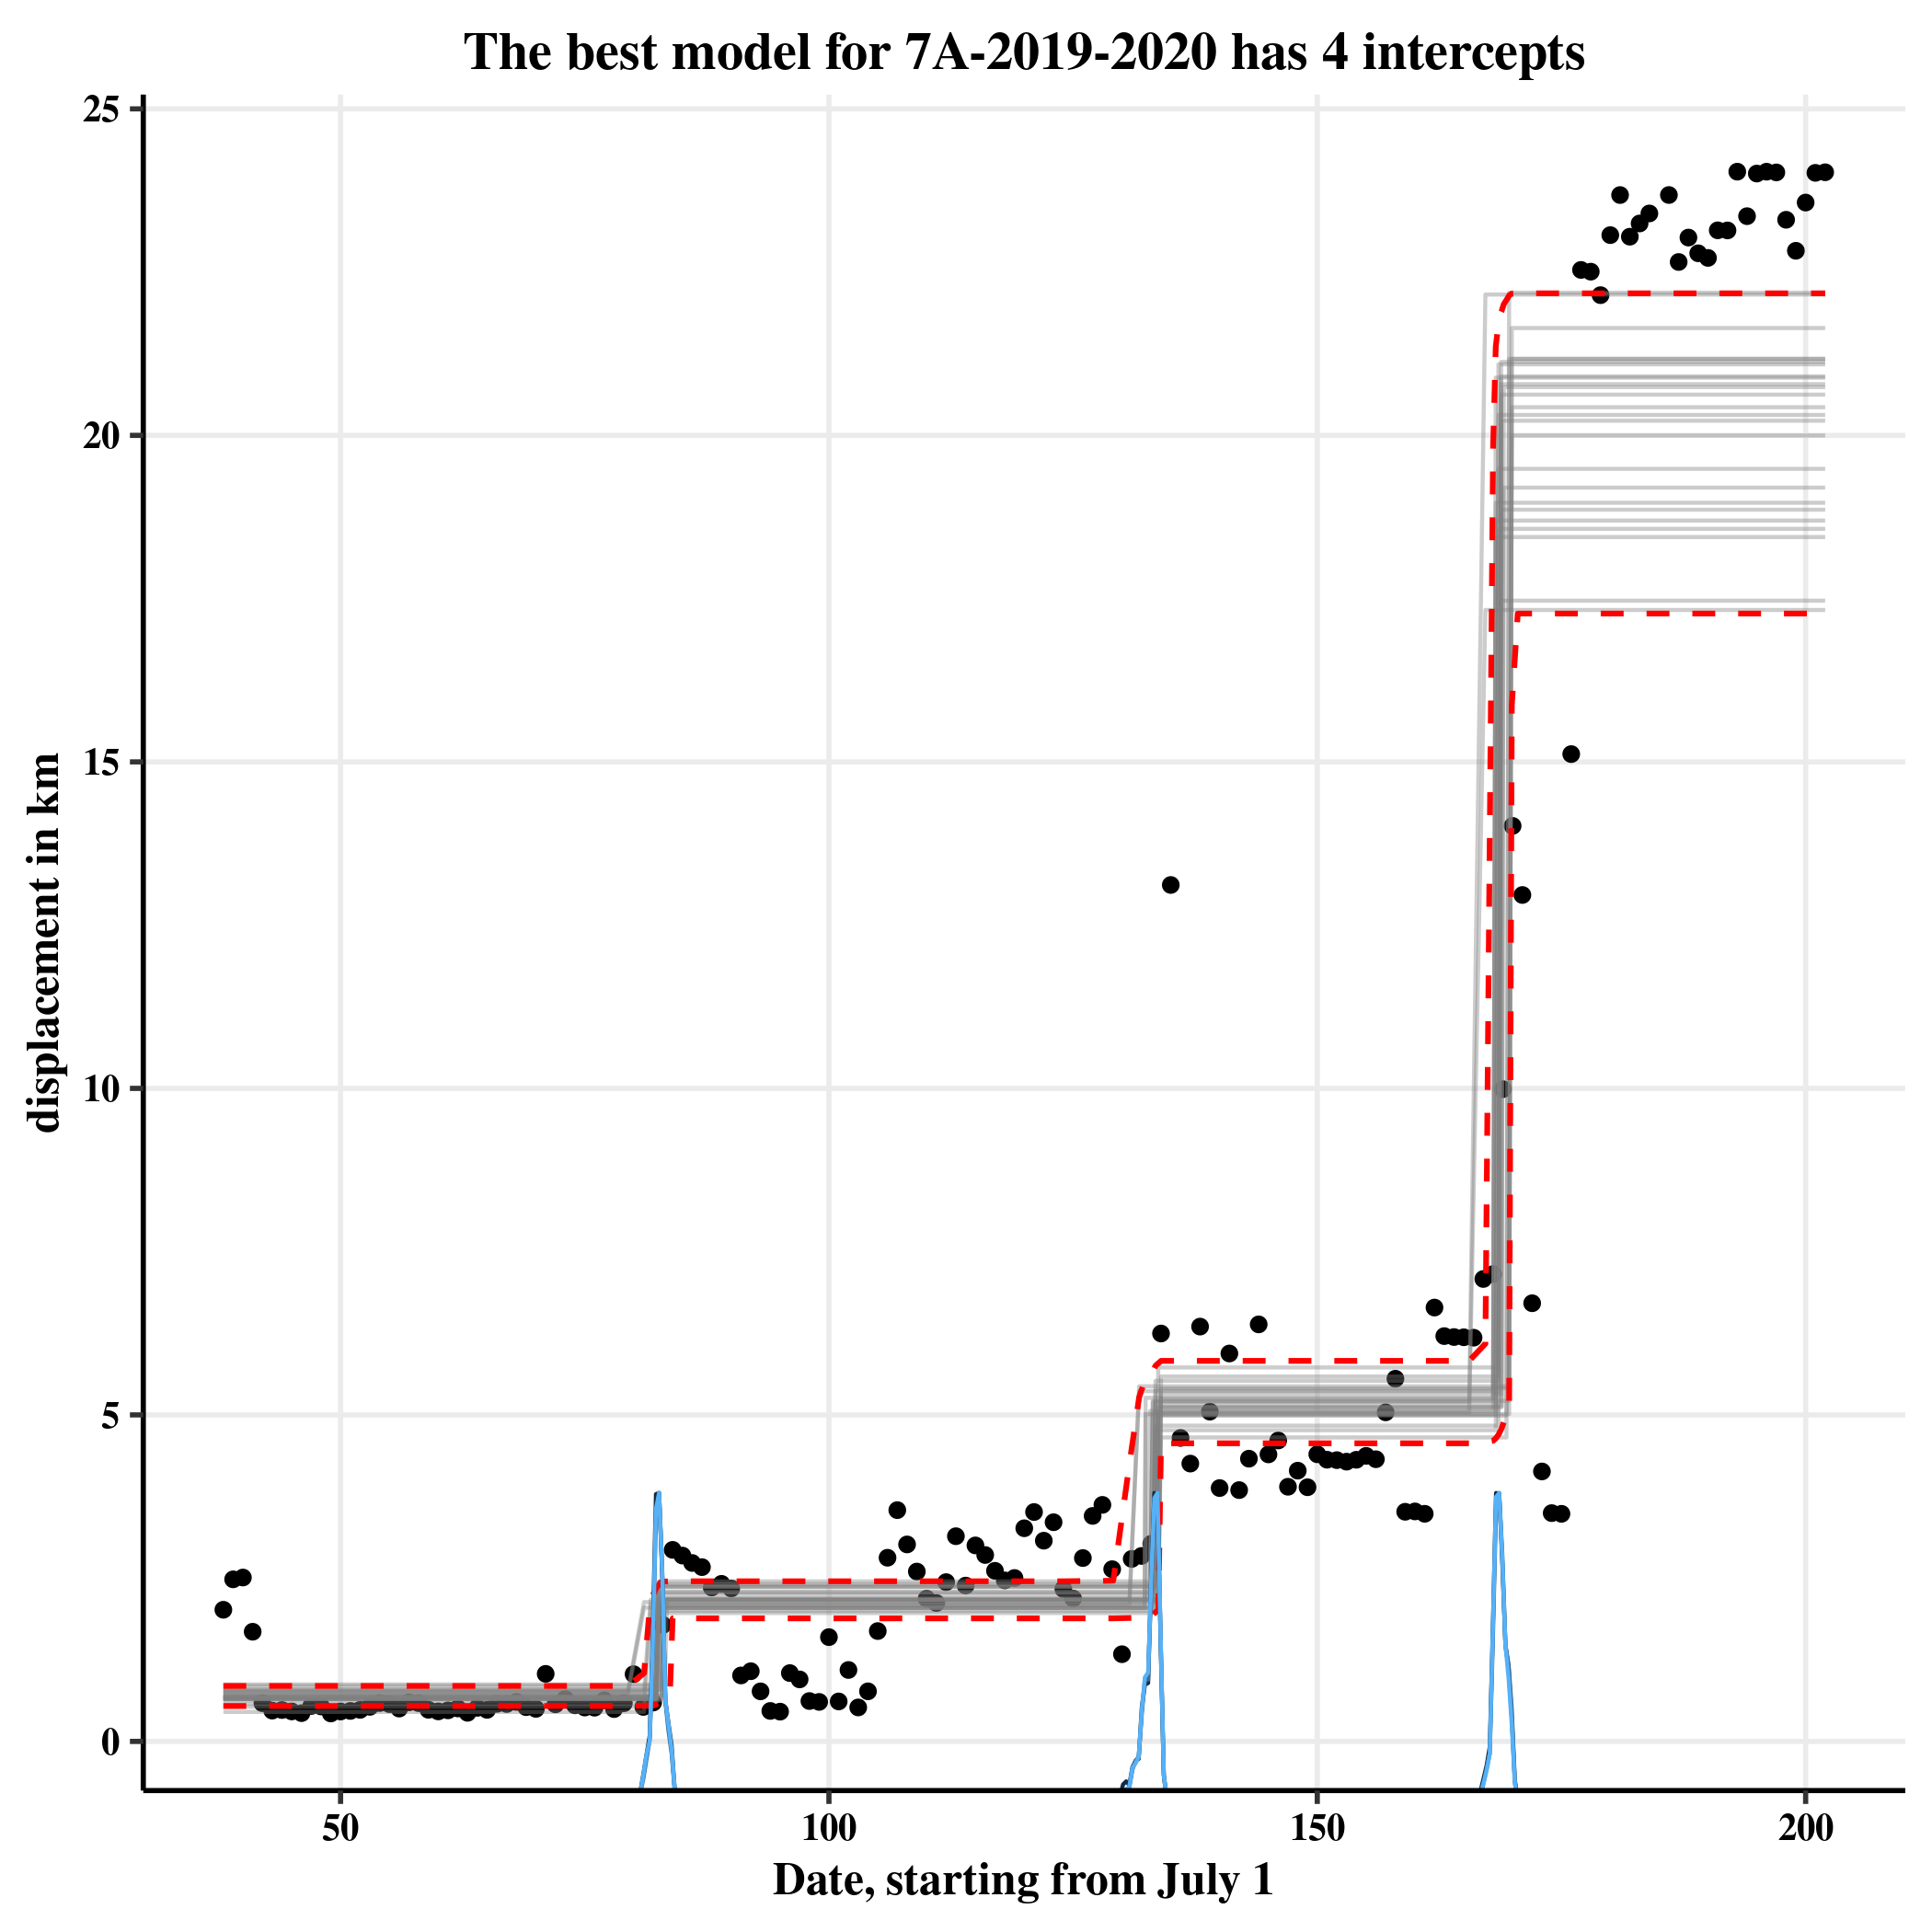 The best model for 7A-2019-2020 has 4 intercepts
25
20
15
10
5
0
displacement in km
50 100 150 200
Date, starting from July 1